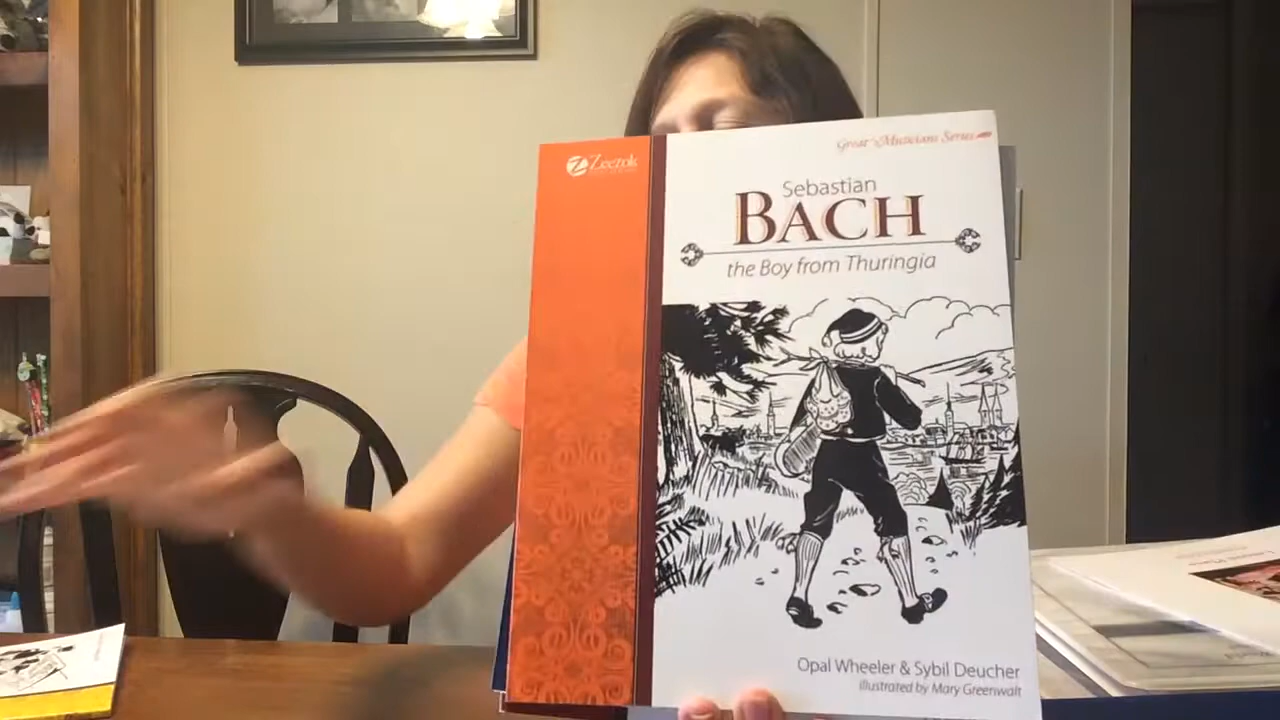 Great Musicians Series
Zeezok
Sebastian
BACH
the Boy from Thuringia
Opal Wheeler & Sybil Deucher
illustrated by Mary Greenwalt